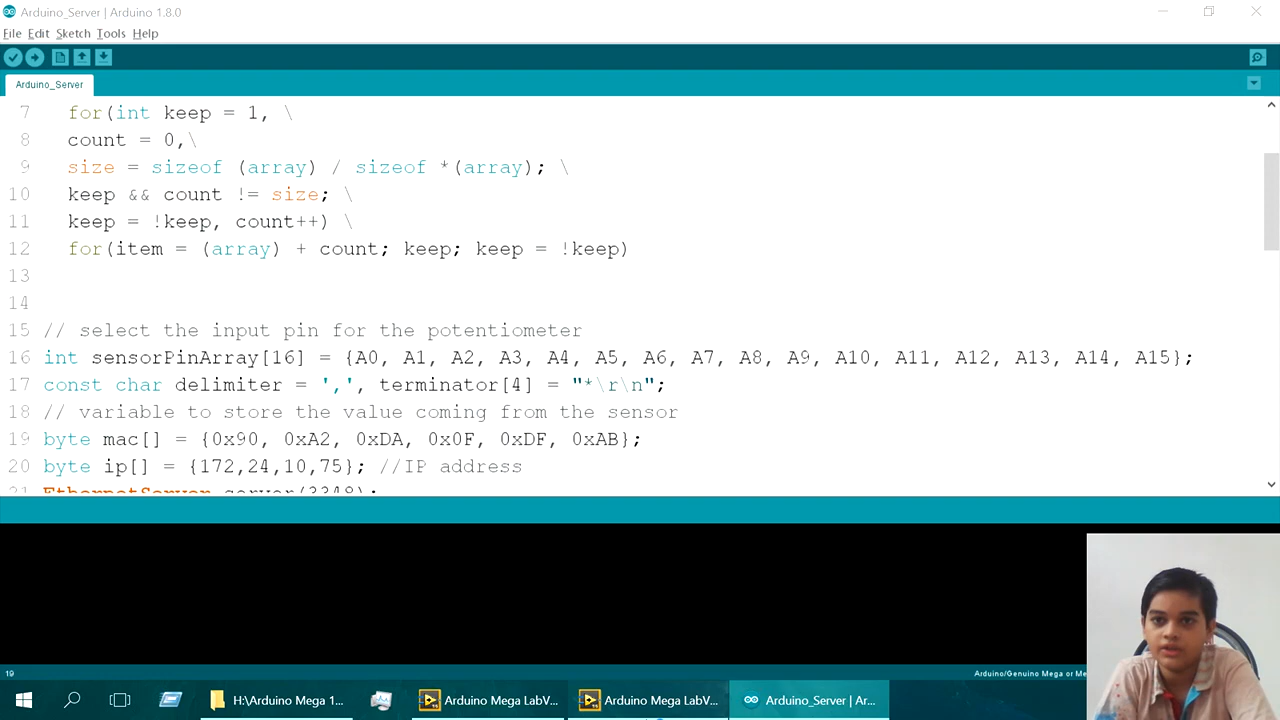 Arduino_Server | Arduino 1.8.0
File Edit Sketch Tools Help
Arduino_Server
7 for(int keep = 1, \
8 count = 0,\
9 size = sizeof (array) / sizeof *(array); \
10 keep && count != size; \
11 keep = !keep, count++) \
12 for(item = (array) + count; keep; keep = !keep)
13
14
15 // select the input pin for the potentiometer
16 int sensorPinArray[16] = {A0, A1, A2, A3, A4, A5, A6, A7, A8, A9, A10, A11, A12, A13, A14, A15};
17 const char delimiter = ',', terminator[4] = "*\r\n";
18 // variable to store the value coming from the sensor
19 byte mac[] = {0x90, 0xA2, 0xDA, 0x0F, 0xDF, 0xAB};
20 byte ip[] = {172,24,10,75}; //IP address
21 EthernetServer server(3348);
19 Arduino/Genuino Mega or Me
H:\Arduino Mega 1... Arduino Mega LabV... Arduino Mega LabV... Arduino_Server | Ar...